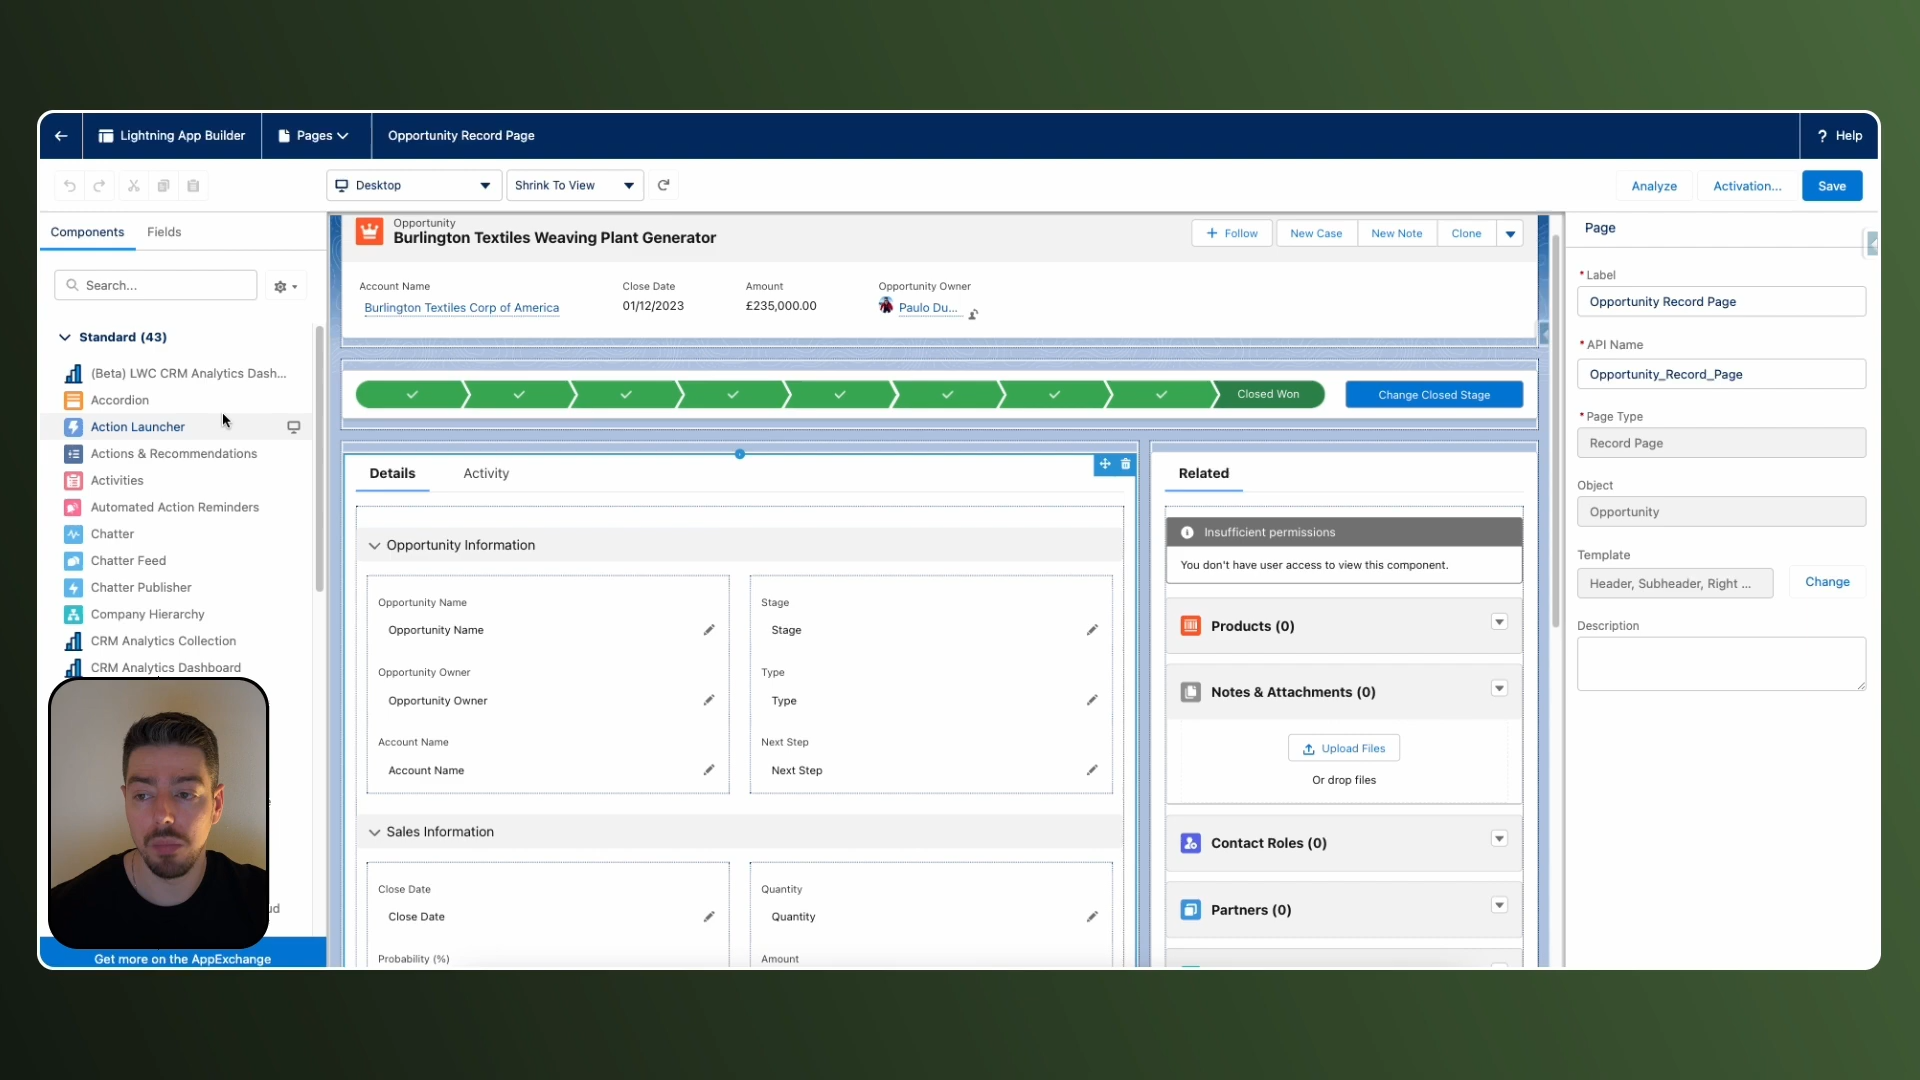 Lightning App Builder
Pages
Opportunity Record Page
? Help
Desktop
Shrink To View
Analyze
Activation...
Save
Components
Fields
Search...
Standard (43)
(Beta) LWC CRM Analytics Dash...
Accordion
Action Launcher
Actions & Recommendations
Activities
Automated Action Reminders
Chatter
Chatter Feed
Chatter Publisher
Company Hierarchy
CRM Analytics Collection
CRM Analytics Dashboard
Get more on the AppExchange
Opportunity
Burlington Textiles Weaving Plant Generator
+ Follow
New Case
New Note
Clone
Account Name
Close Date
Amount
Opportunity Owner
Burlington Textiles Corp of America
01/12/2023
£235,000.00
Paulo Du...
Closed Won
Change Closed Stage
Details
Activity
Opportunity Information
Opportunity Name
Opportunity Name
Stage
Stage
Opportunity Owner
Opportunity Owner
Type
Type
Account Name
Account Name
Next Step
Next Step
Sales Information
Close Date
Close Date
Quantity
Quantity
Probability (%)
Amount
Related
Insufficient permissions
You don't have user access to view this component.
Products (0)
Notes & Attachments (0)
Upload Files
Or drop files
Contact Roles (0)
Partners (0)
Page
*Label
Opportunity Record Page
*API Name
Opportunity_Record_Page
*Page Type
Record Page
Object
Opportunity
Template
Header, Subheader, Right ...
Change
Description